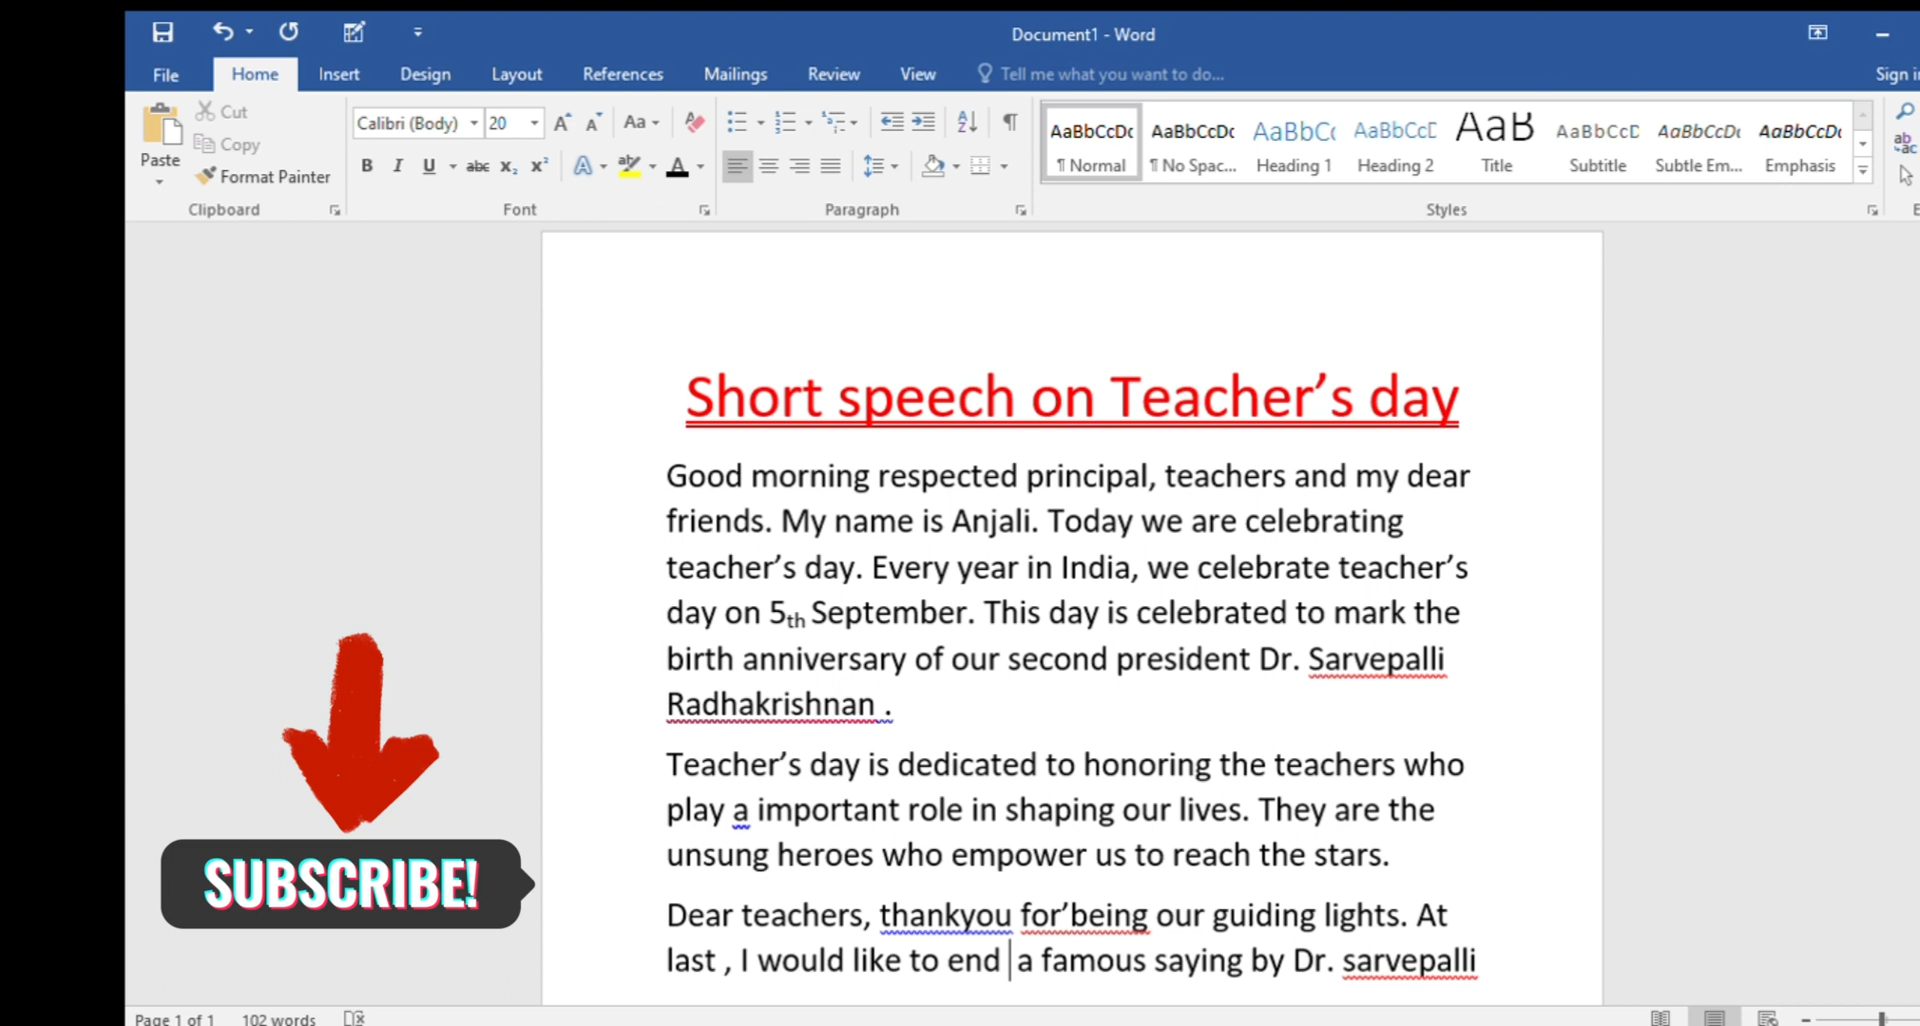 Document1 - Word
File Home Insert Design Layout References Mailings Review View Tell me what you want to do...
Paste
Cut
Copy
Format Painter
Clipboard
Calibri (Body) 20
Aa
B I U abc x₂ x² A A
Font
Paragraph
AaBbCcDc AaBbCcDc AaBbCc AaBbCcD AaB AaBbCcD AaBbCcDc AaBbCcDc
¶ Normal ¶ No Spac... Heading 1 Heading 2 Title Subtitle Subtle Em... Emphasis
Styles
Short speech on Teacher’s day
Good morning respected principal, teachers and my dear
friends. My name is Anjali. Today we are celebrating
teacher’s day. Every year in India, we celebrate teacher’s
day on 5th September. This day is celebrated to mark the
birth anniversary of our second president Dr. Sarvepalli
Radhakrishnan .
Teacher’s day is dedicated to honoring the teachers who
play a important role in shaping our lives. They are the
unsung heroes who empower us to reach the stars.
Dear teachers, thankyou for’being our guiding lights. At
last , I would like to end a famous saying by Dr. sarvepalli
SUBSCRIBE!
Page 1 of 1 102 words